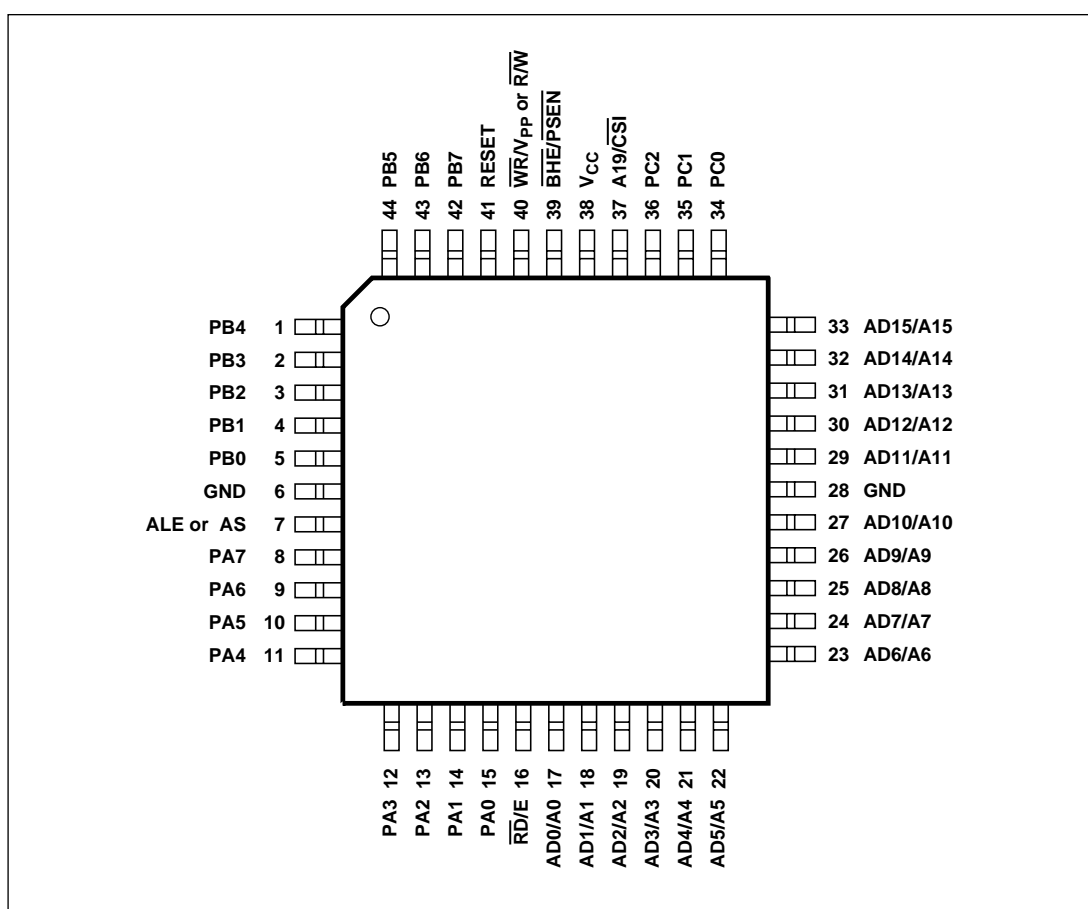 44 PB5
43 PB6
42 PB7
41 RESET
40 W̅R̅/VPP or R̅/̅W̅
39 B̅H̅E̅/P̅S̅E̅N̅
38 VCC
37 A19/C̅S̅I̅
36 PC2
35 PC1
34 PC0
PB4 1
PB3 2
PB2 3
PB1 4
PB0 5
GND 6
ALE or AS 7
PA7 8
PA6 9
PA5 10
PA4 11
33 AD15/A15
32 AD14/A14
31 AD13/A13
30 AD12/A12
29 AD11/A11
28 GND
27 AD10/A10
26 AD9/A9
25 AD8/A8
24 AD7/A7
23 AD6/A6
PA3 12
PA2 13
PA1 14
PA0 15
R̅D̅/E 16
AD0/A0 17
AD1/A1 18
AD2/A2 19
AD3/A3 20
AD4/A4 21
AD5/A5 22